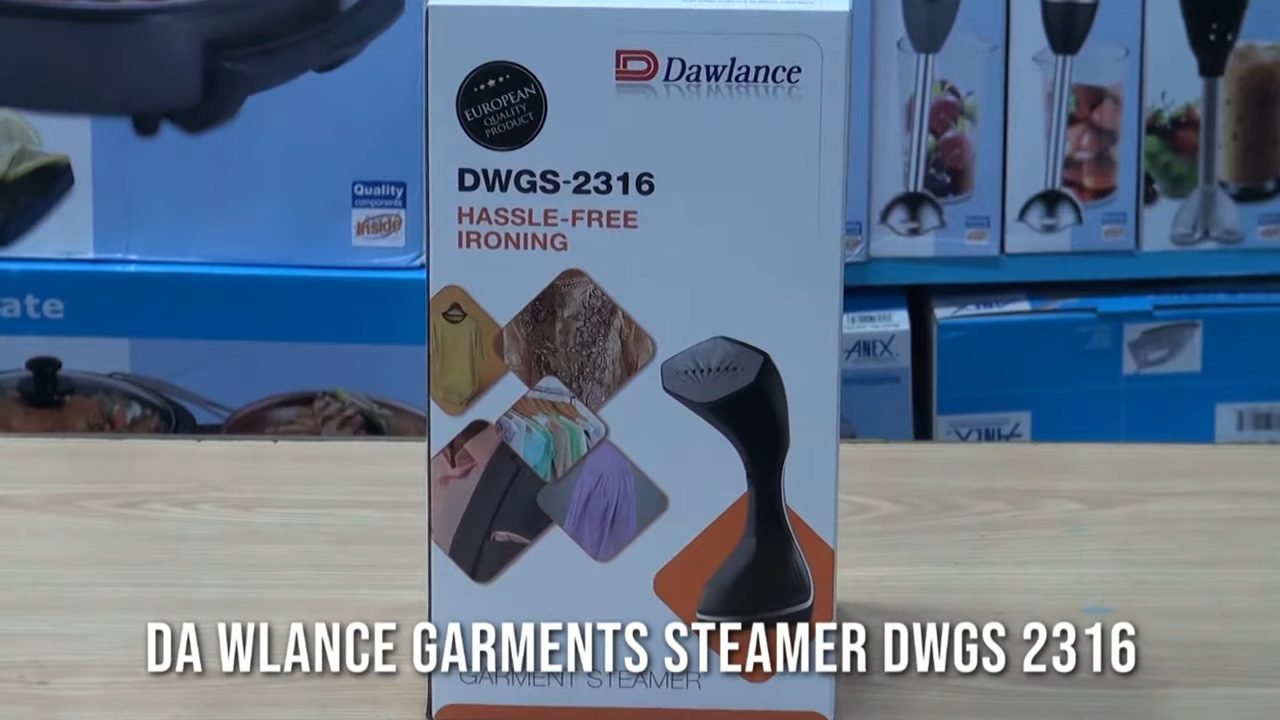 Dawlance
EUROPEAN
QUALITY
PRODUCT
DWGS-2316
HASSLE-FREE
IRONING
Quality
components
Inside
ate
ANEX
DA WLANCE GARMENTS STEAMER DWGS 2316
GARMENT STEAMER